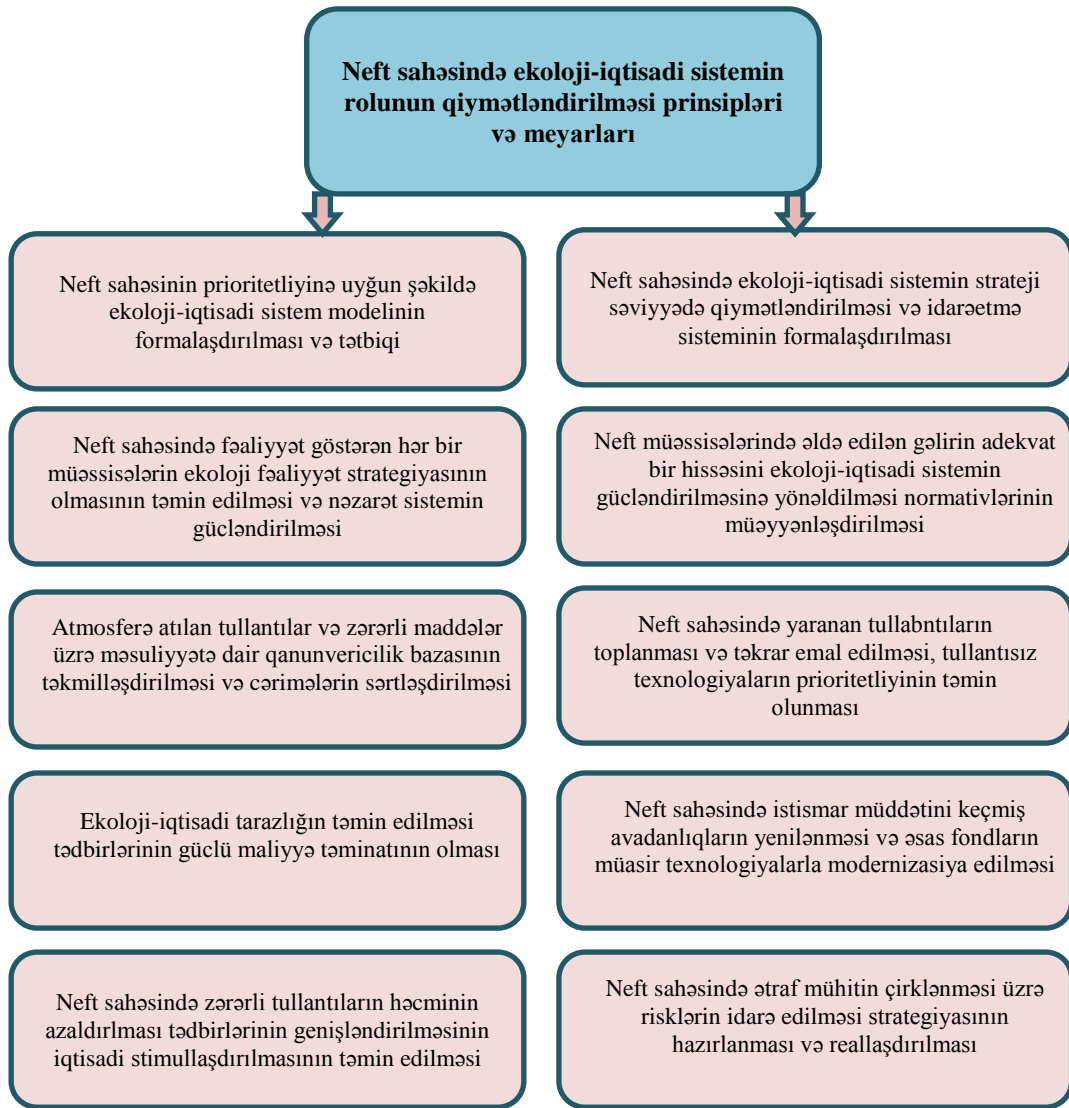 Neft sahəsində ekoloji-iqtisadi sistemin
rolunun qiymətləndirilməsi prinsipləri
və meyarları
Neft sahəsinin prioritetliyinə uyğun şəkildə
ekoloji-iqtisadi sistem modelinin
formalaşdırılması və tətbiqi
Neft sahəsində ekoloji-iqtisadi sistemin strateji
səviyyədə qiymətləndirilməsi və idarəetmə
sisteminin formalaşdırılması
Neft sahəsində fəaliyyət göstərən hər bir
müəssisələrin ekoloji fəaliyyət strategiyasının
olmasının təmin edilməsi və nəzarət sistemin
gücləndirilməsi
Neft müəssisələrində əldə edilən gəlirin adekvat
bir hissəsini ekoloji-iqtisadi sistemin
gücləndirilməsinə yönəldilməsi normativlərinin
müəyyənləşdirilməsi
Atmosferə atılan tullantılar və zərərli maddələr
üzrə məsuliyyətə dair qanunvericilik bazasının
təkmilləşdirilməsi və cərimələrin sərtləşdirilməsi
Neft sahəsində yaranan tullabntıların
toplanması və təkrar emal edilməsi, tullantısız
texnologiyaların prioritetliyinin təmin
olunması
Ekoloji-iqtisadi tarazlığın təmin edilməsi
tədbirlərinin güclü maliyyə təminatının olması
Neft sahəsində istismar müddətini keçmiş
avadanlıqların yenilənməsi və əsas fondların
müasir texnologiyalarla modernizasiya edilməsi
Neft sahəsində zərərli tullantıların həcminin
azaldırlması tədbirlərinin genişləndirilməsinin
iqtisadi stimullaşdırılmasının təmin edilməsi
Neft sahəsində ətraf mühitin çirklənməsi üzrə
risklərin idarə edilməsi strategiyasının
hazırlanması və reallaşdırılması